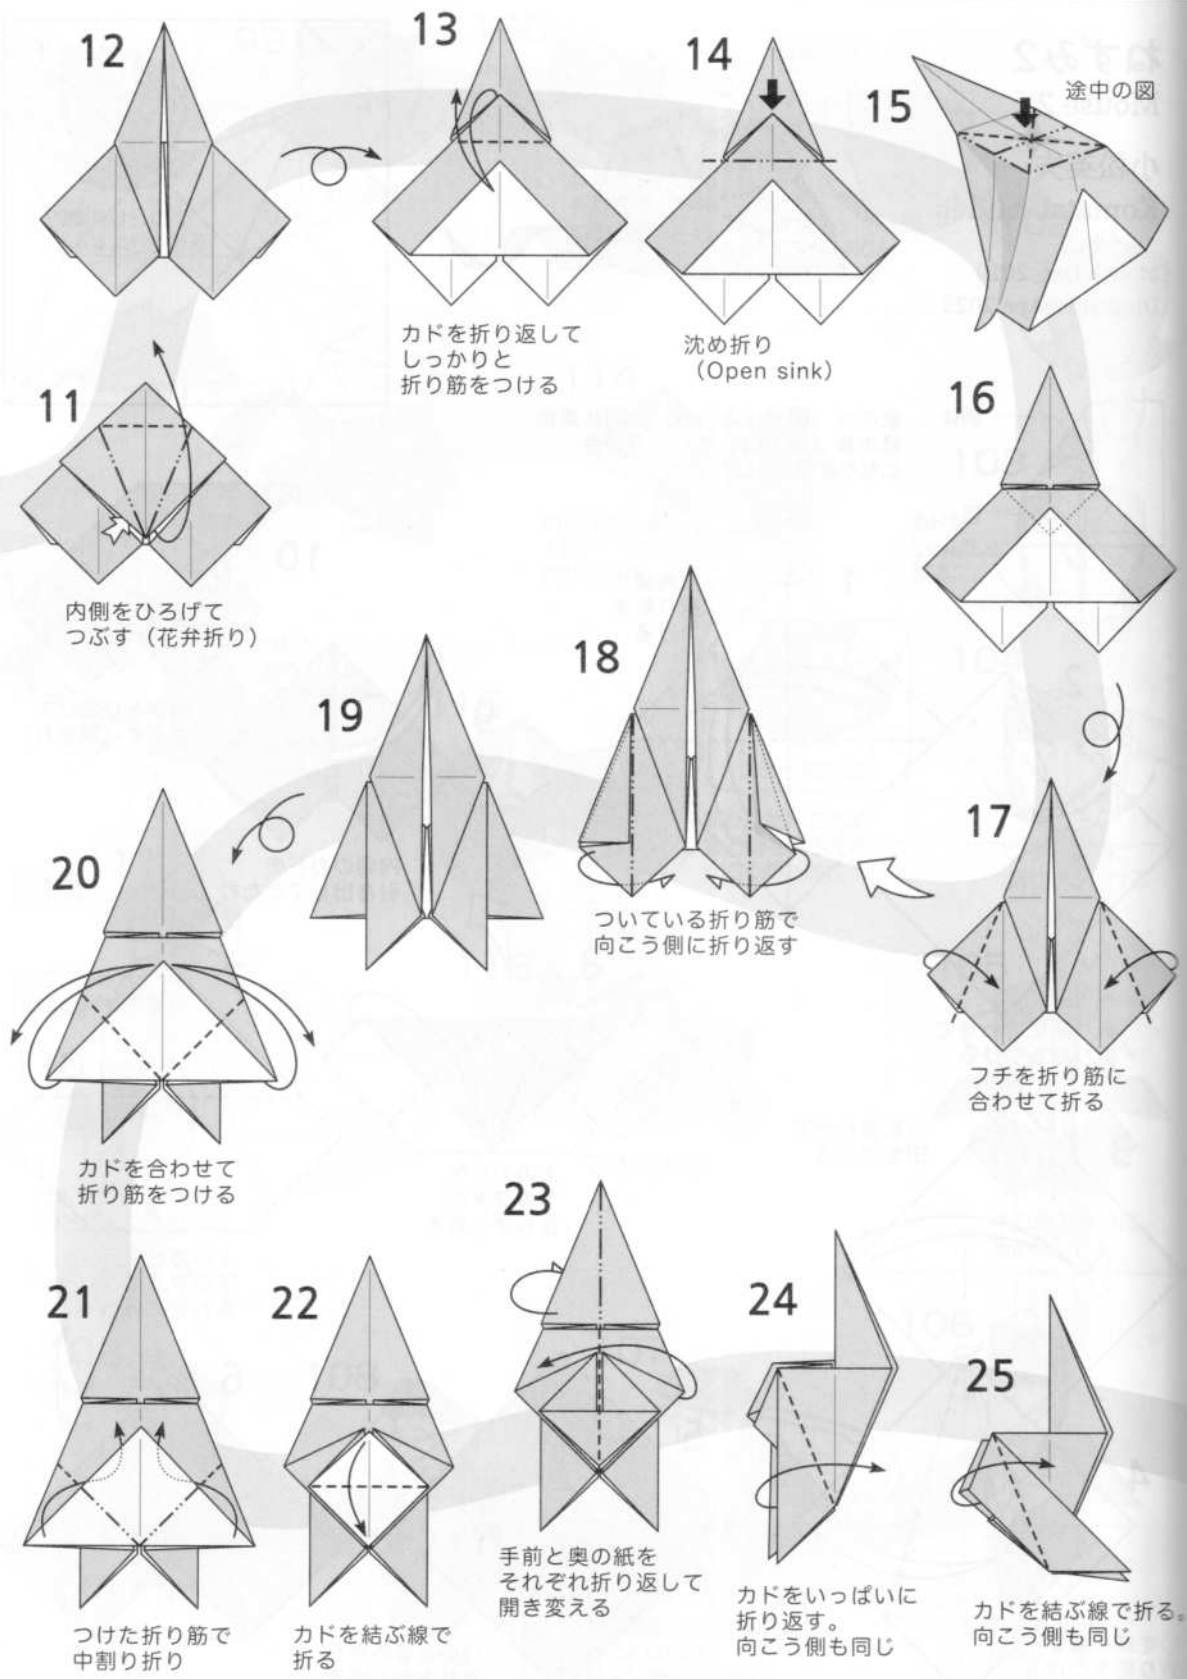 12
13
カドを折り返して
しっかりと
折り筋をつける
14
沈め折り
（Open sink）
15
途中の図
11
内側をひろげて
つぶす（花弁折り）
16
17
フチを折り筋に
合わせて折る
18
ついている折り筋で
向こう側に折り返す
19
20
カドを合わせて
折り筋をつける
21
つけた折り筋で
中割り折り
22
カドを結ぶ線で
折る
23
手前と奥の紙を
それぞれ折り返して
開き変える
24
カドをいっぱいに
折り返す。
向こう側も同じ
25
カドを結ぶ線で折る。
向こう側も同じ